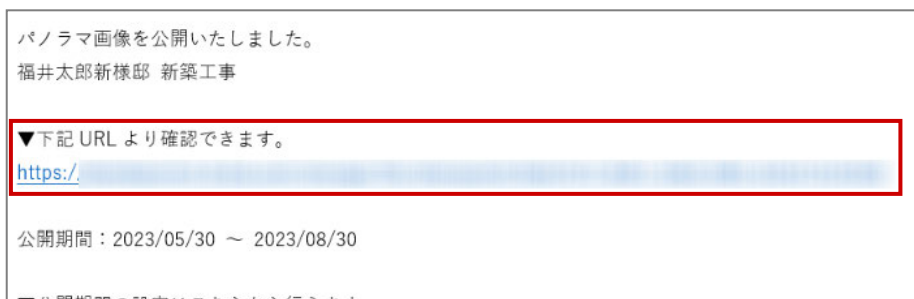 パノラマ画像を公開いたしました。
福井太郎新様邸 新築工事
▼下記 URL より確認できます。
https:/
公開期間：2023/05/30 ～ 2023/08/30